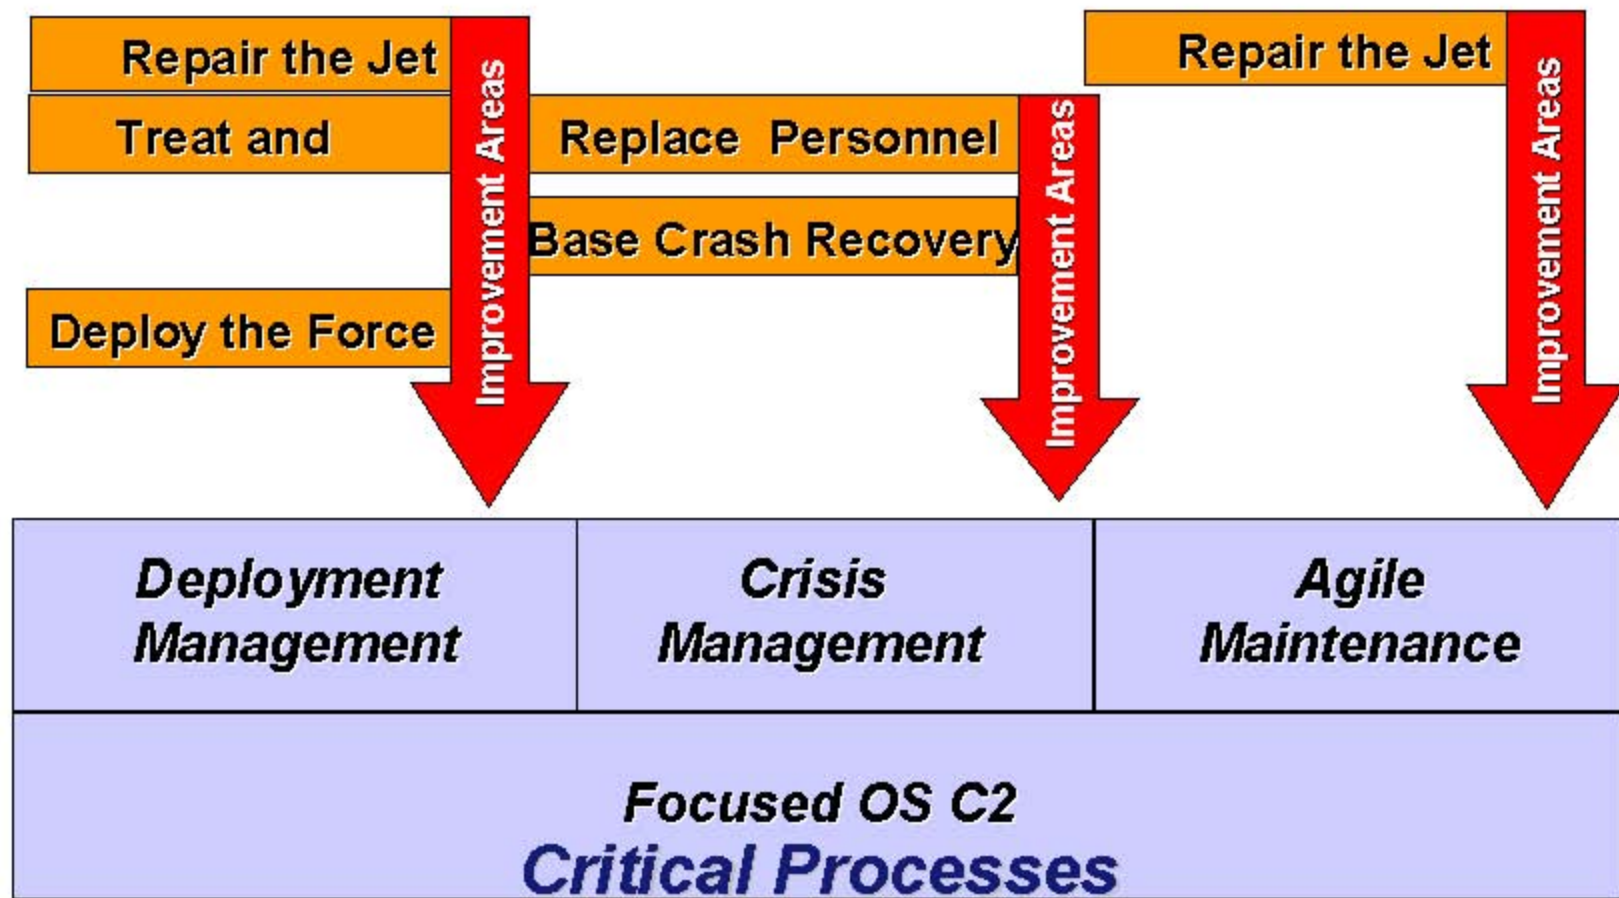 Repair the Jet
Treat and
Deploy the Force
Improvement Areas
Replace Personnel
Base Crash Recovery
Improvement Areas
Repair the Jet
Improvement Areas
Deployment
Management
Crisis
Management
Agile
Maintenance
Focused OS C2
Critical Processes